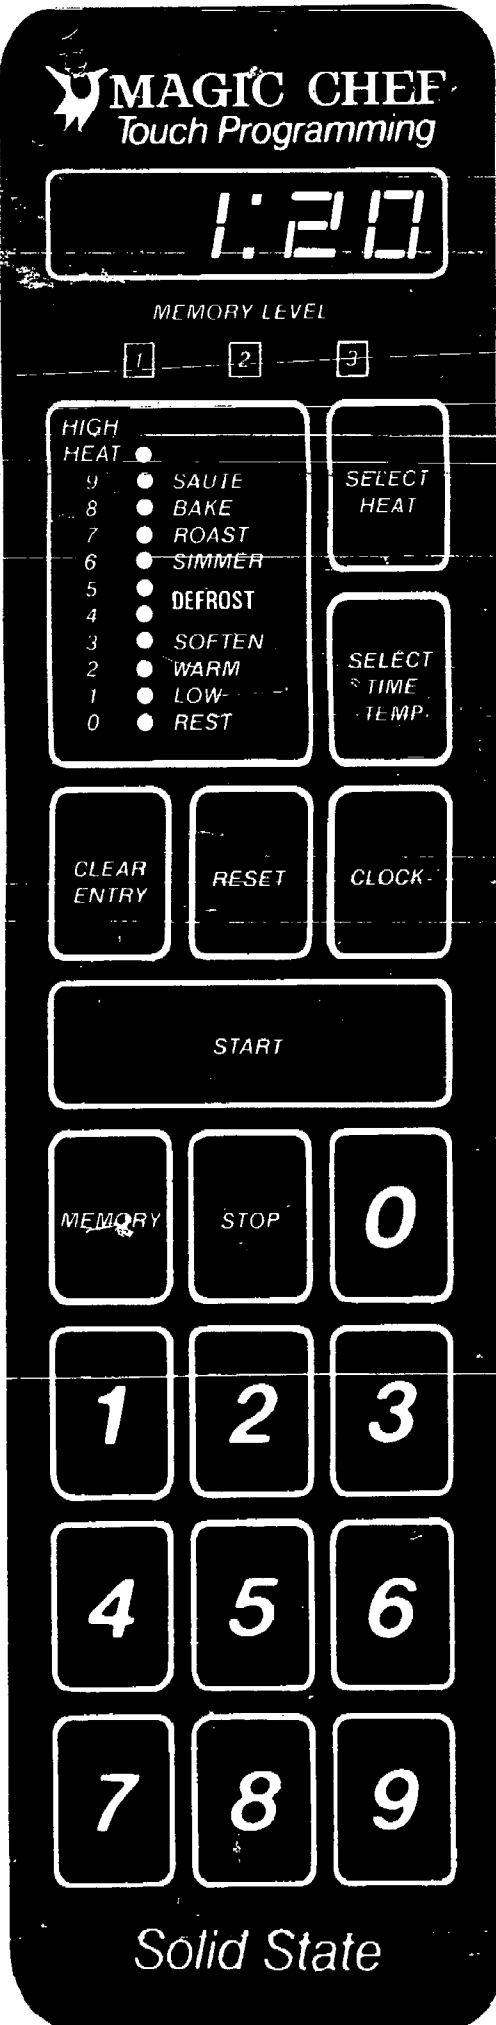 MAGIC CHEF
Touch Programming
1:20
MEMORY LEVEL
1 2 3
HIGH
HEAT
9 SAUTE
8 BAKE
7 ROAST
6 SIMMER
5
DEFROST
4
3 SOFTEN
2 WARM
1 LOW
0 REST
SELECT
HEAT
SELECT
TIME
TEMP
CLEAR
ENTRY
RESET
CLOCK
START
MEMORY
STOP
0
1
2
3
4
5
6
7
8
9
Solid State